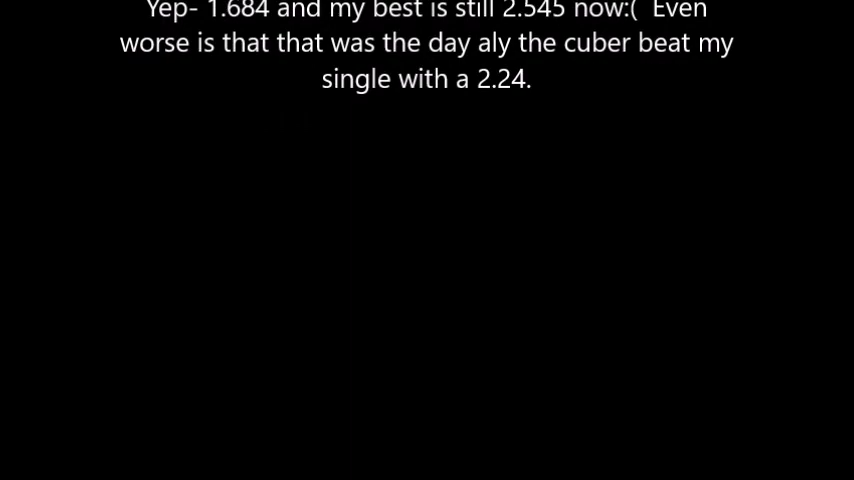 Yep- 1.684 and my best is still 2.545 now:(  Even
worse is that that was the day aly the cuber beat my
single with a 2.24.